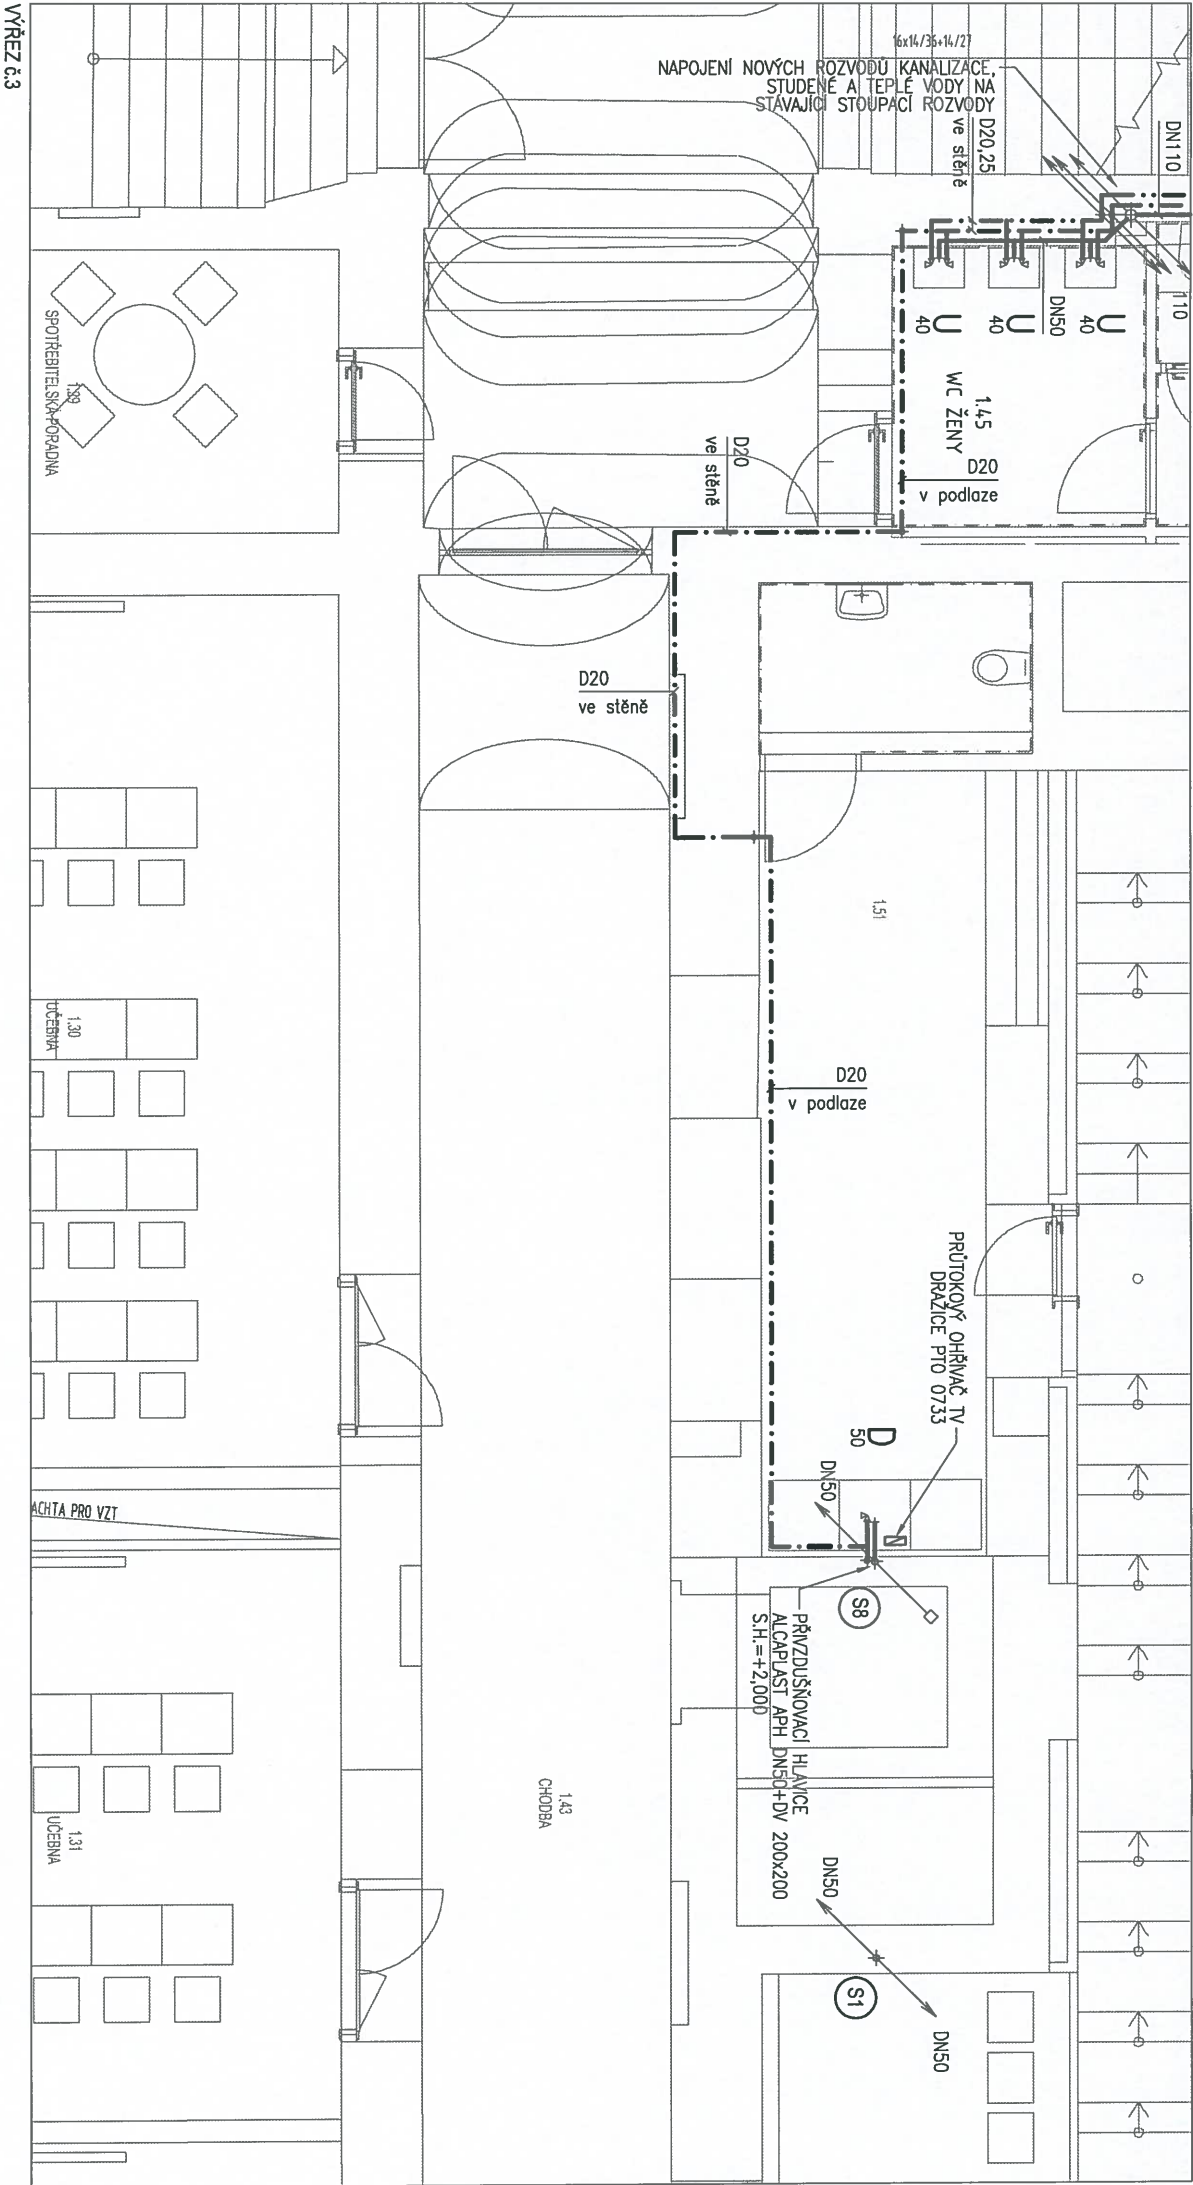 VÝŘEZ č.3
16x14/36+14/27
NAPOJENÍ NOVÝCH ROZVODŮ KANALIZACE,
STUDENÉ A TEPLÉ VODY NA
STÁVAJÍCÍ STOUPACÍ ROZVODY
D20,25
ve stěně
DN110
110
DN50
U
40
U
40
U
40
1.45
WC ŽENY
D20
v podlaze
D20
ve stěně
1.39
SPOTŘEBITELSKÁ PORADNA
D20
ve stěně
1.51
D20
v podlaze
1.30
UČEBNA
PRŮTOKOVÝ OHŘÍVAČ TV
DRAŽICE PTO 0733
D
50
DN50
ACHTA PRO VZT
S8
PŘIVZDUŠŇOVACÍ HLAVICE
ALCAPLAST APH DN50+DV 200x200
S.H.=+2,000
1.43
CHODBA
1.31
UČEBNA
DN50
S1
DN50